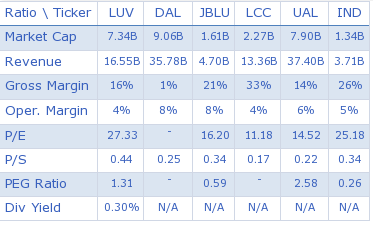 Ratio \ Ticker LUV DAL JBLU LCC UAL IND
Market Cap 7.34B 9.06B 1.61B 2.27B 7.90B 1.34B
Revenue 16.55B 35.78B 4.70B 13.36B 37.40B 3.71B
Gross Margin 16% 1% 21% 33% 14% 26%
Oper. Margin 4% 8% 8% 4% 6% 5%
P/E 27.33 - 16.20 11.18 14.52 25.18
P/S 0.44 0.25 0.34 0.17 0.22 0.34
PEG Ratio 1.31 - 0.59 - 2.58 0.26
Div Yield 0.30% N/A N/A N/A N/A N/A